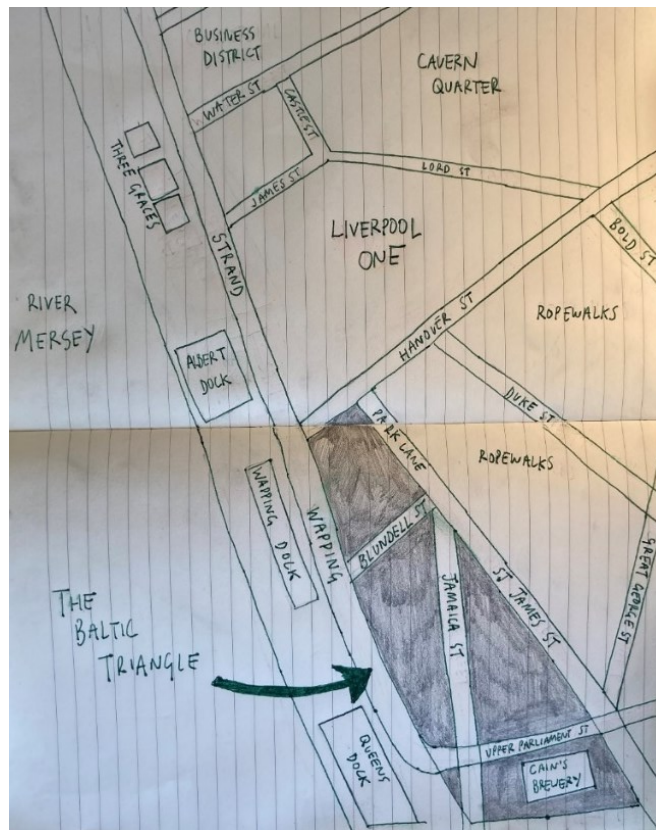 BUSINESS
DISTRICT
CAVERN
QUARTER
WATER ST
CASTLE ST
THREE GRACES
JAMES ST
LORD ST
STRAND
LIVERPOOL
ONE
BOLD ST
RIVER
MERSEY
HANOVER ST
ROPEWALKS
ALBERT
DOCK
DUKE ST
PARK LANE
ROPEWALKS
WAPPING
DOCK
WAPPING
BLUNDELL ST
JAMAICA ST
ST JAMES ST
GREAT GEORGE ST
THE
BALTIC
TRIANGLE
QUEENS
DOCK
UPPER PARLIAMENT ST
CAIN'S
BREWERY